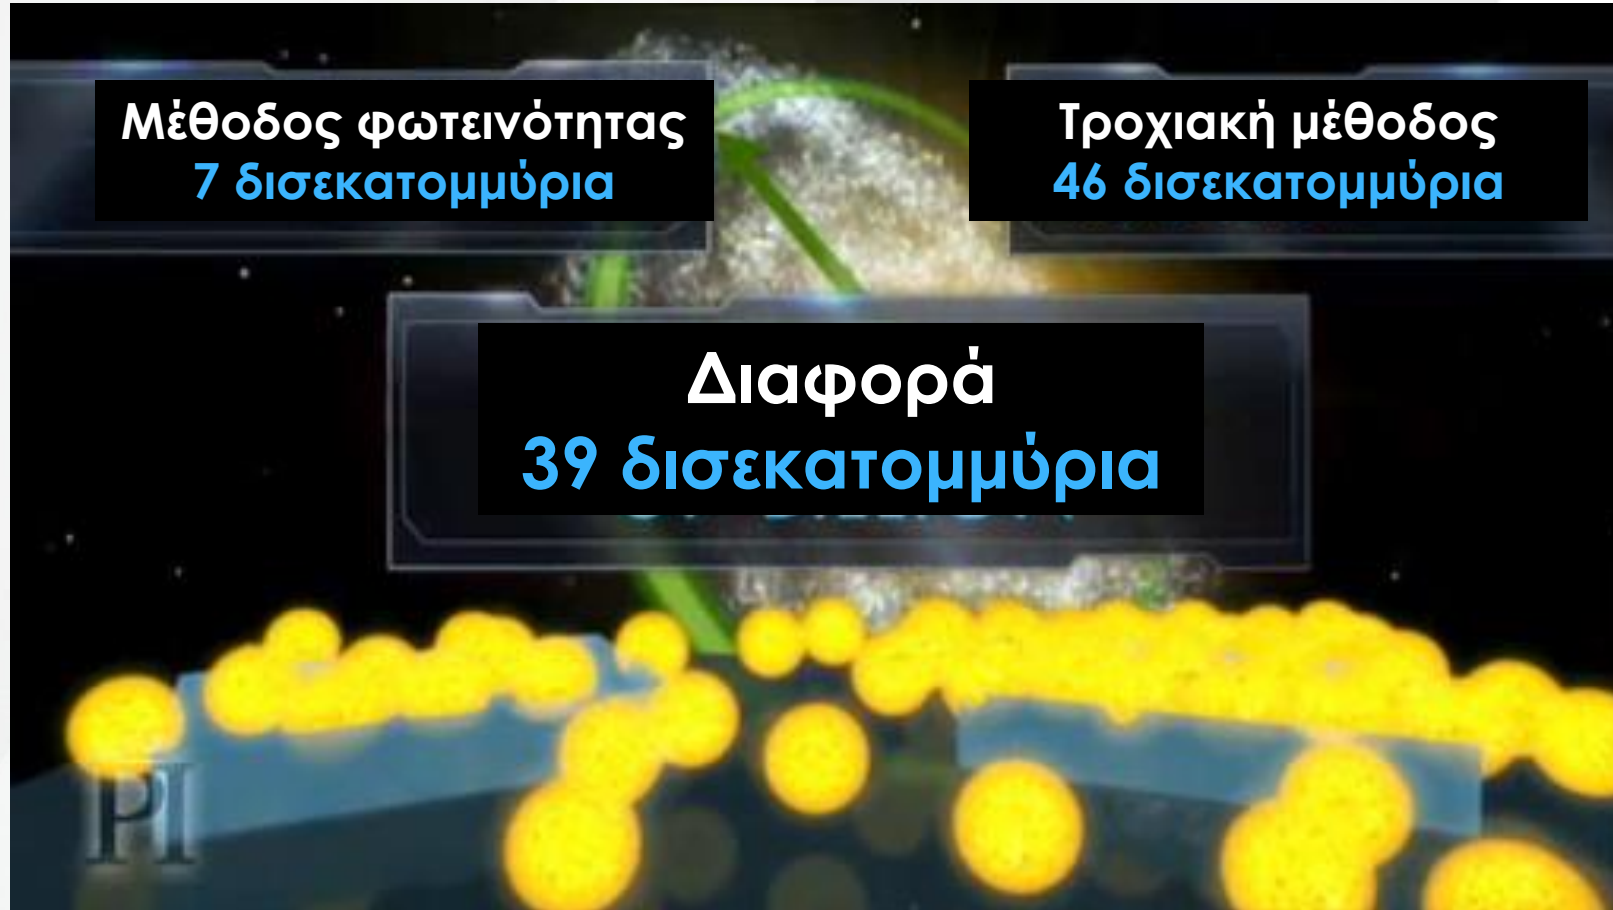 Μέθοδος φωτεινότητας
7 δισεκατομμύρια
Τροχιακή μέθοδος
46 δισεκατομμύρια
Διαφορά
39 δισεκατομμύρια
PI